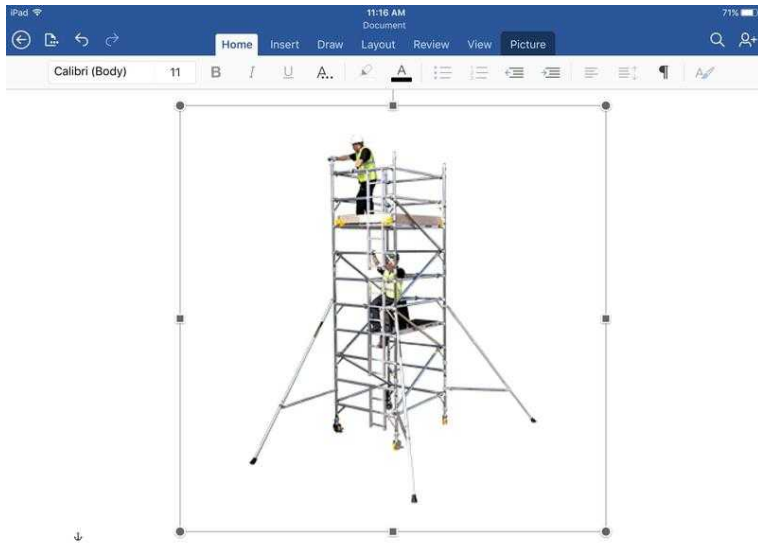 iPad 11:16 AM 71%
Document
Home Insert Draw Layout Review View Picture
Calibri (Body) 11 B I U A.. A